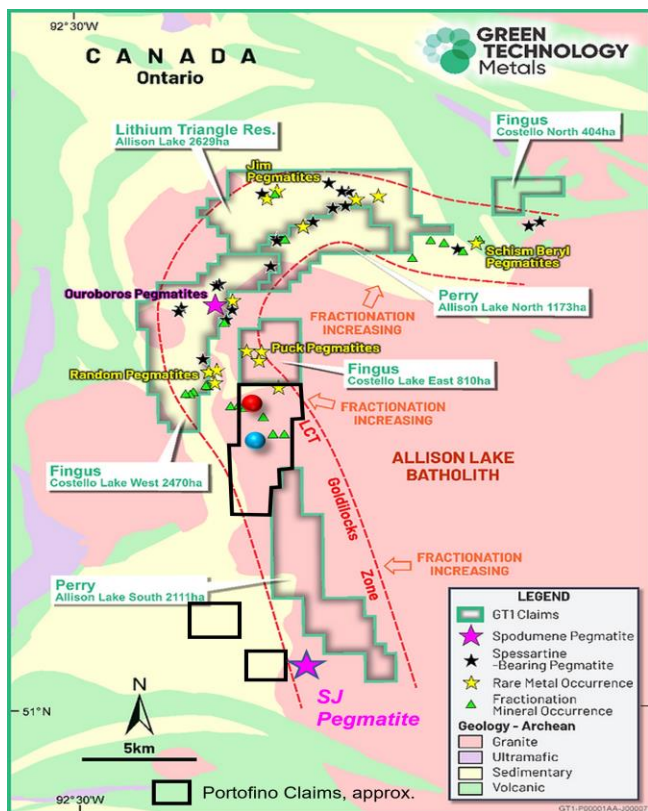 92°30'W
CANADA
Ontario
GREEN
TECHNOLOGY
Metals
Fingus
Costello North 404ha
Lithium Triangle Res.
Allison Lake 2629ha
Jim
Pegmatites
Schism Beryl
Pegmatites
Ouroboros Pegmatites
Perry
Allison Lake North 1173ha
FRACTIONATION
INCREASING
Puck Pegmatites
Random Pegmatites
Fingus
Costello Lake East 810ha
FRACTIONATION
INCREASING
LCT
Goldilocks
Zone
ALLISON LAKE
BATHOLITH
Fingus
Costello Lake West 2470ha
FRACTIONATION
INCREASING
Perry
Allison Lake South 2111ha
SJ
Pegmatite
N
51°N
5km
92°30'W
Portofino Claims, approx.
LEGEND
GT1 Claims
Spodumene Pegmatite
Spessartine
-Bearing Pegmatite
Rare Metal Occurrence
Fractionation
Mineral Occurrence
Geology - Archean
Granite
Ultramafic
Sedimentary
Volcanic
GT1-P00001AA-J00007